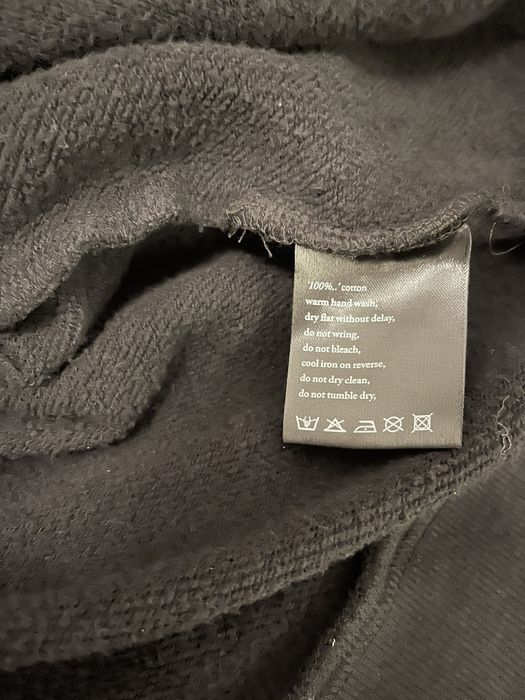 '100%,.' cotton
warm hand wash,
dry flat without delay,
do not wring,
do not bleach,
cool iron on reverse,
do not dry clean,
do not tumble dry,